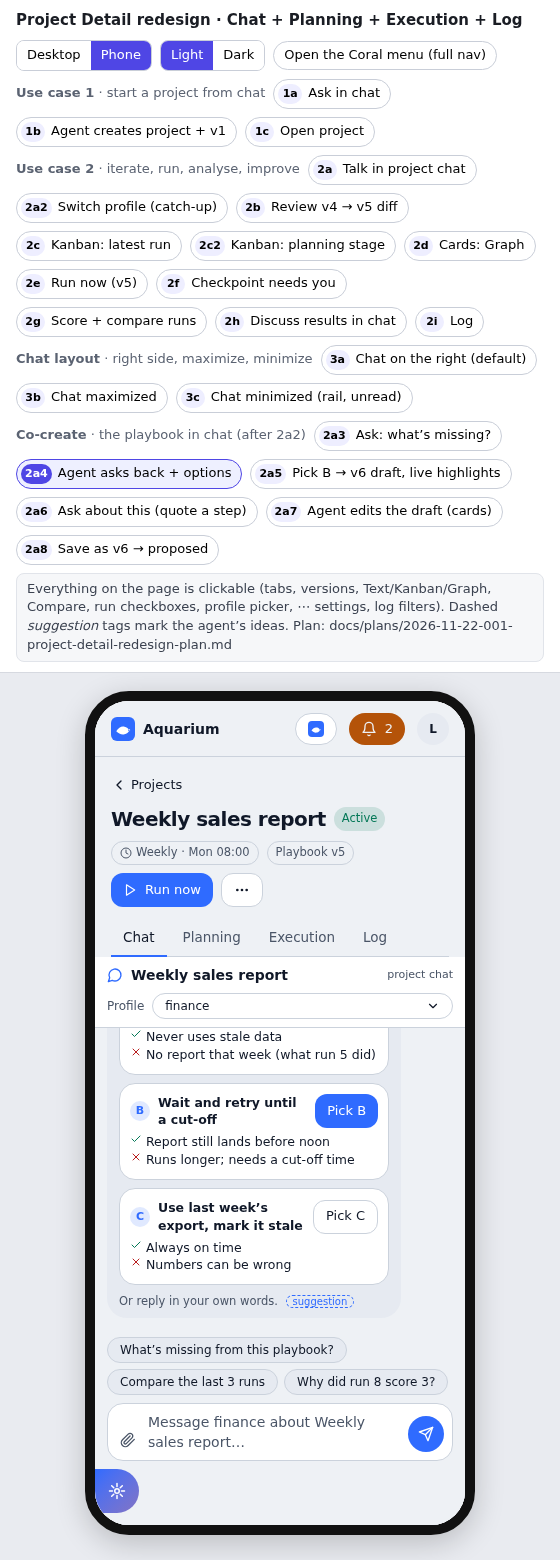 Project Detail redesign · Chat + Planning + Execution + Log
Desktop Phone Light Dark Open the Coral menu (full nav)
Use case 1 · start a project from chat 1a Ask in chat
1b Agent creates project + v1 1c Open project
Use case 2 · iterate, run, analyse, improve 2a Talk in project chat
2a2 Switch profile (catch-up) 2b Review v4 → v5 diff
2c Kanban: latest run 2c2 Kanban: planning stage 2d Cards: Graph
2e Run now (v5) 2f Checkpoint needs you
2g Score + compare runs 2h Discuss results in chat 2i Log
Chat layout · right side, maximize, minimize 3a Chat on the right (default)
3b Chat maximized 3c Chat minimized (rail, unread)
Co-create · the playbook in chat (after 2a2) 2a3 Ask: what’s missing?
2a4 Agent asks back + options 2a5 Pick B → v6 draft, live highlights
2a6 Ask about this (quote a step) 2a7 Agent edits the draft (cards)
2a8 Save as v6 → proposed
Everything on the page is clickable (tabs, versions, Text/Kanban/Graph,
Compare, run checkboxes, profile picker, ··· settings, log filters). Dashed
suggestion tags mark the agent’s ideas. Plan: docs/plans/2026-11-22-001-
project-detail-redesign-plan.md
Aquarium 2 L
Projects
Weekly sales report Active
Weekly · Mon 08:00 Playbook v5
Run now ···
Chat Planning Execution Log
Weekly sales report project chat
Profile finance
Never uses stale data
No report that week (what run 5 did)
B Wait and retry until
a cut-off Pick B
Report still lands before noon
Runs longer; needs a cut-off time
C Use last week’s
export, mark it stale Pick C
Always on time
Numbers can be wrong
Or reply in your own words. suggestion
What’s missing from this playbook?
Compare the last 3 runs Why did run 8 score 3?
Message finance about Weekly
sales report…